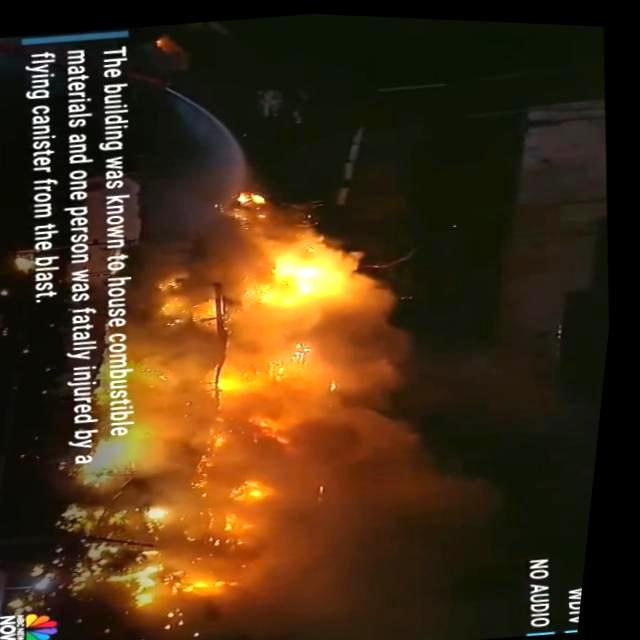 The building was known to house combustible
materials and one person was fatally injured by a
flying canister from the blast.
NO AUDIO
NOW